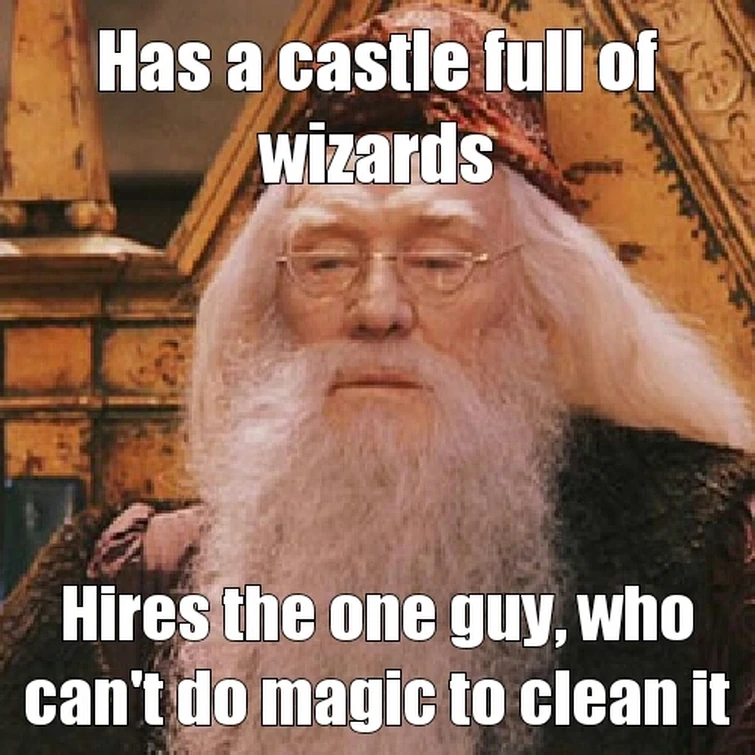 Has a castle full of
wizards
Hires the one guy, who
can't do magic to clean it